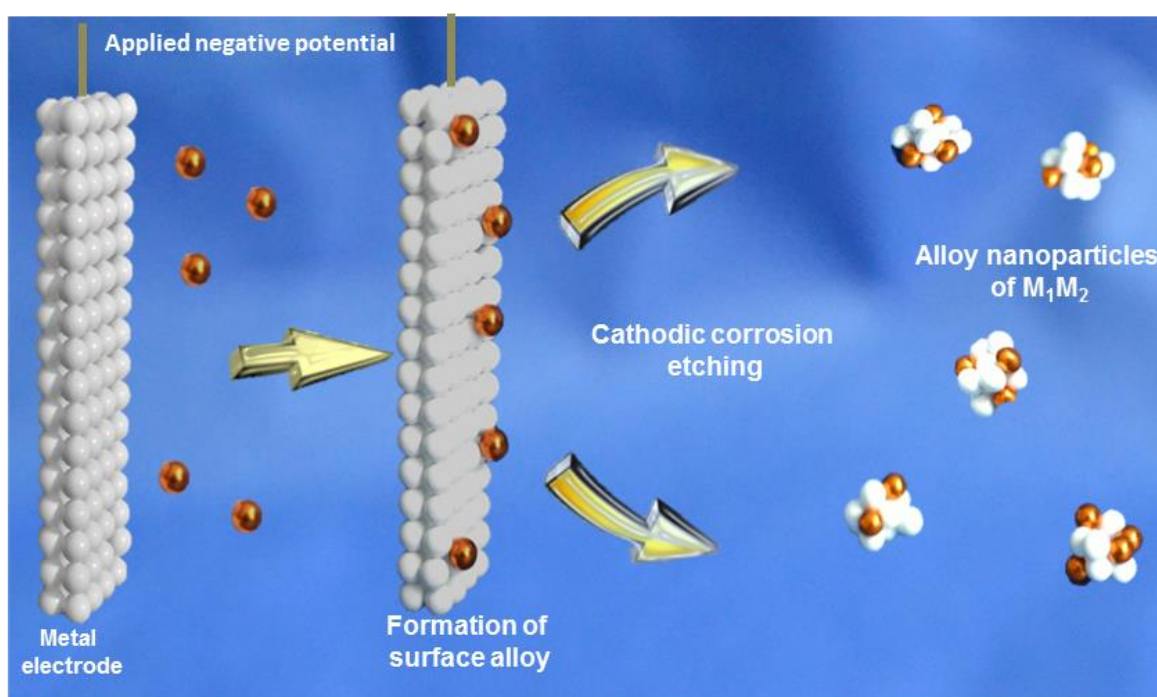 Applied negative potential
Metal
electrode
Formation of
surface alloy
Cathodic corrosion
etching
Alloy nanoparticles
of M₁M₂